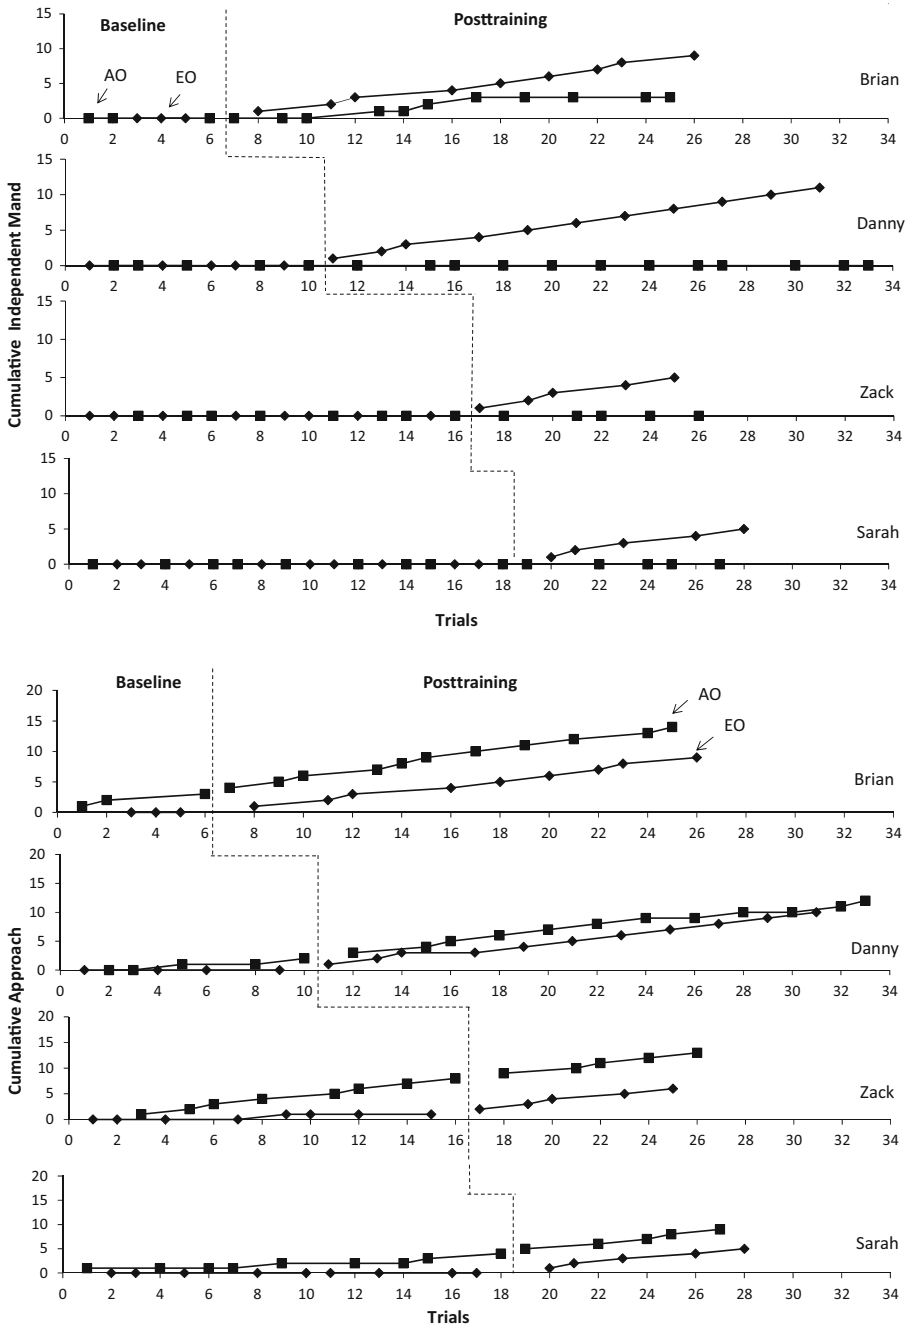 Baseline Posttraining
15
10
5
0
AO EO
Brian
0 2 4 6 8 10 12 14 16 18 20 22 24 26 28 30 32 34
15
10
5
0
Danny
0 2 4 6 8 10 12 14 16 18 20 22 24 26 28 30 32 34
15
10
5
0
Zack
0 2 4 6 8 10 12 14 16 18 20 22 24 26 28 30 32 34
15
10
5
0
Sarah
0 2 4 6 8 10 12 14 16 18 20 22 24 26 28 30 32 34
Cumulative Independent Mand
Trials
Baseline Posttraining
20
15
10
5
0
AO
EO
Brian
0 2 4 6 8 10 12 14 16 18 20 22 24 26 28 30 32 34
20
15
10
5
0
Danny
0 2 4 6 8 10 12 14 16 18 20 22 24 26 28 30 32 34
20
15
10
5
0
Zack
0 2 4 6 8 10 12 14 16 18 20 22 24 26 28 30 32 34
20
15
10
5
0
Sarah
0 2 4 6 8 10 12 14 16 18 20 22 24 26 28 30 32 34
Cumulative Approach
Trials